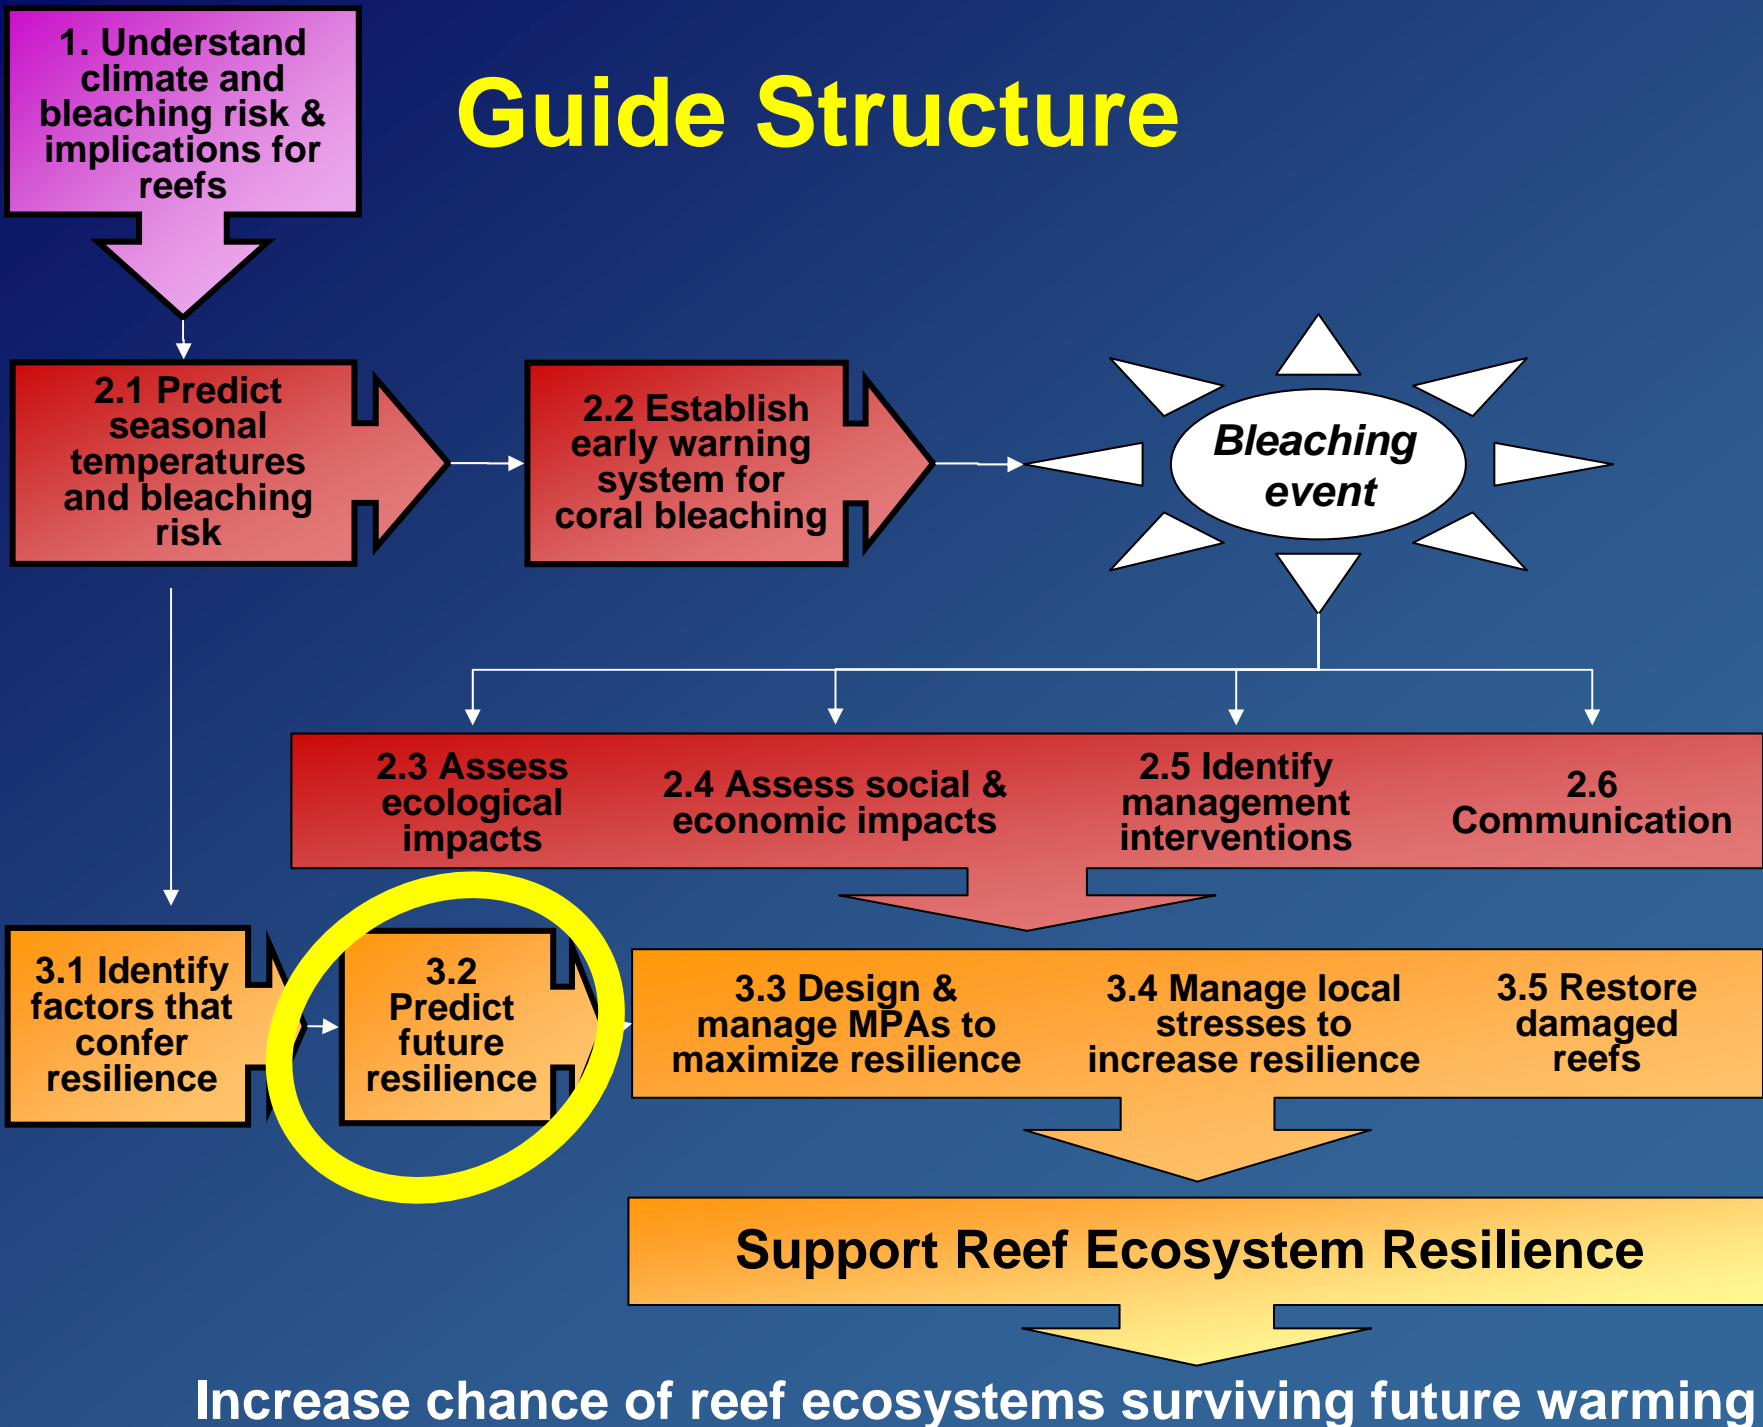 1. Understand
climate and
bleaching risk &
implications for
reefs
Guide Structure
2.1 Predict
seasonal
temperatures
and bleaching
risk
2.2 Establish
early warning
system for
coral bleaching
Bleaching
event
2.3 Assess
ecological
impacts
2.4 Assess social &
economic impacts
2.5 Identify
management
interventions
2.6
Communication
3.1 Identify
factors that
confer
resilience
3.2
Predict
future
resilience
3.3 Design &
manage MPAs to
maximize resilience
3.4 Manage local
stresses to
increase resilience
3.5 Restore
damaged
reefs
Support Reef Ecosystem Resilience
Increase chance of reef ecosystems surviving future warming